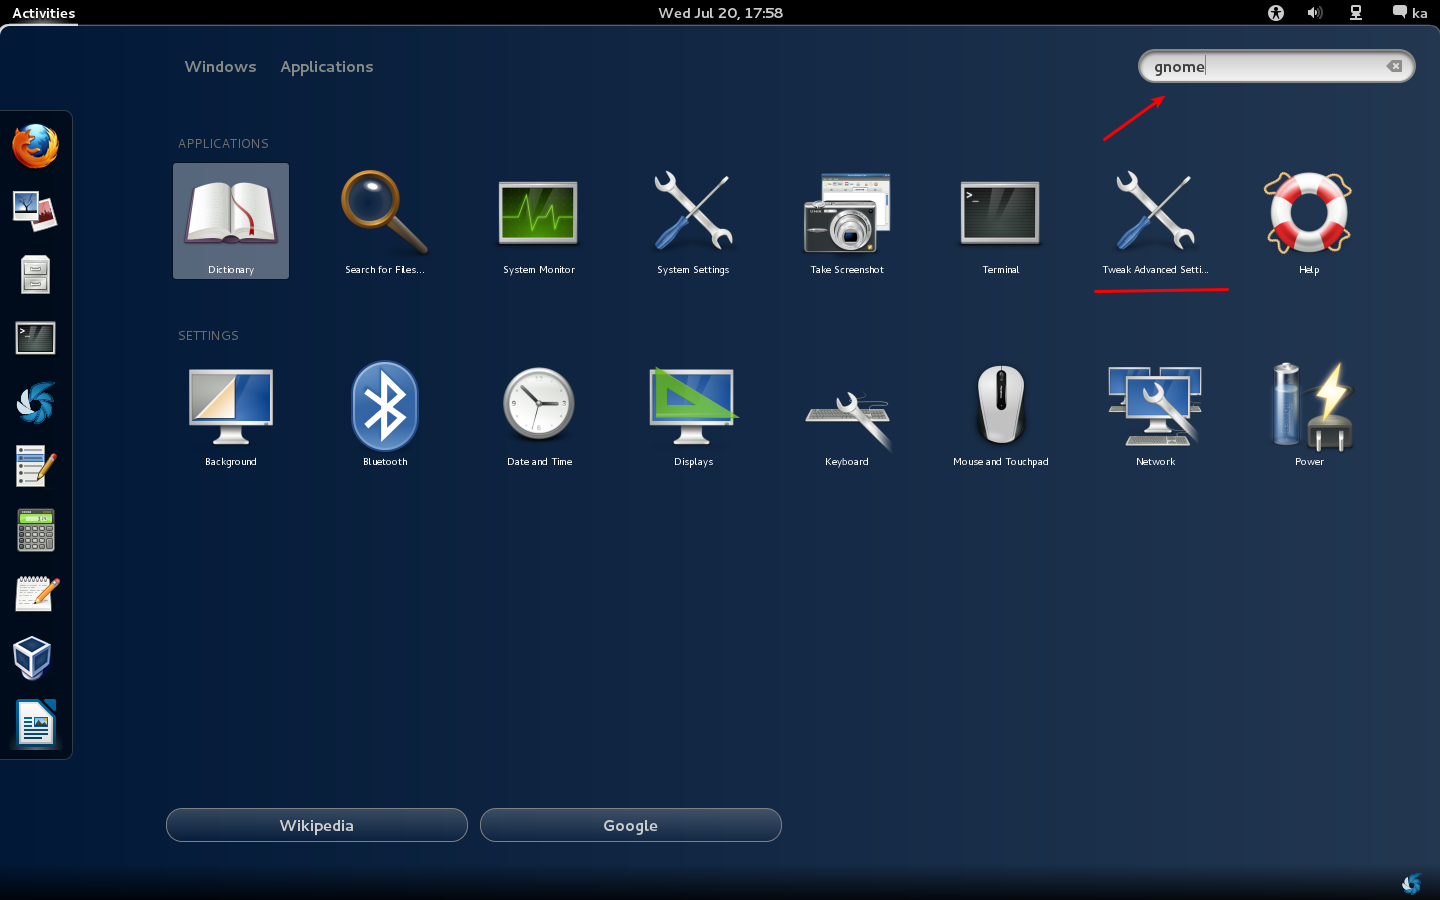 Activities
Wed Jul 20, 17:58
ka
Windows
Applications
gnome
APPLICATIONS
Dictionary
Search for Files...
System Monitor
System Settings
Take Screenshot
Terminal
Tweak Advanced Setti...
Help
SETTINGS
Background
Bluetooth
Date and Time
Displays
Keyboard
Mouse and Touchpad
Network
Power
Wikipedia
Google